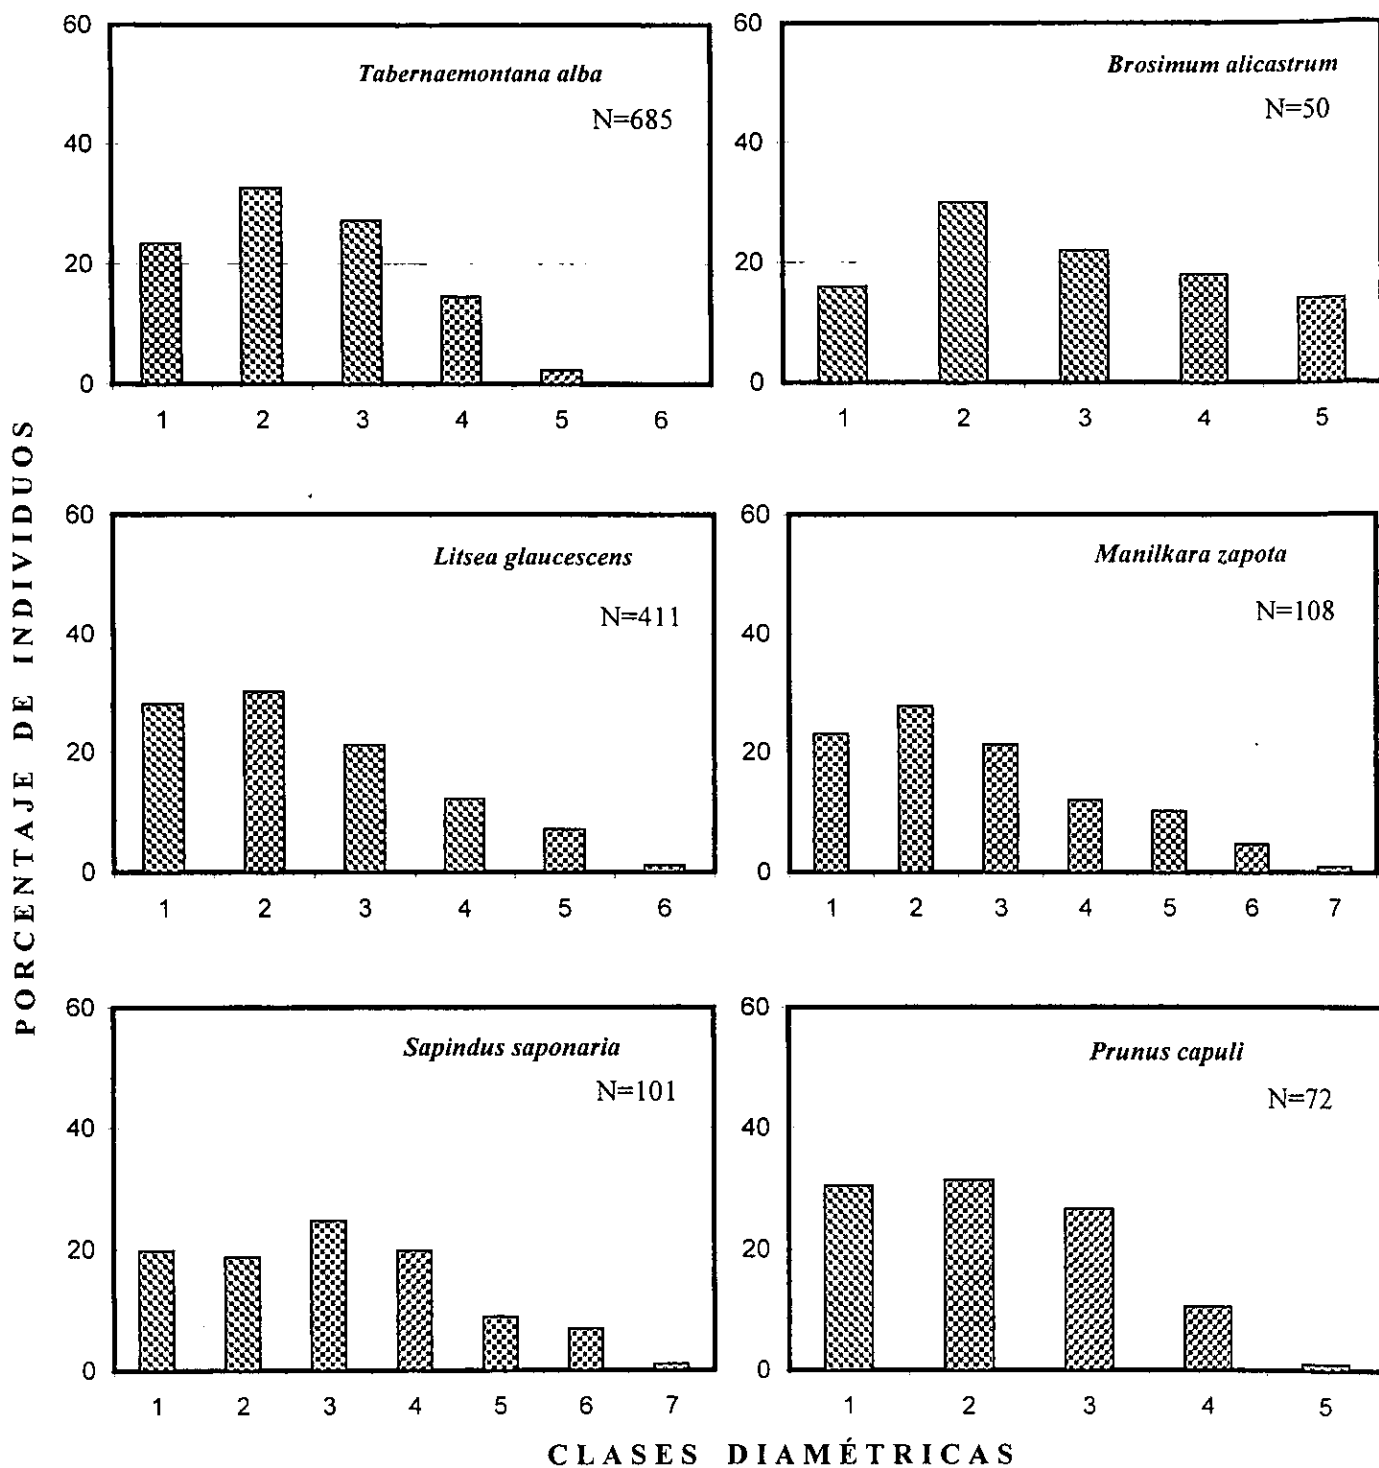 PORCENTAJE DE INDIVIDUOS
60
40
20
0
Tabernaemontana alba
N=685
1 2 3 4 5 6
60
40
20
0
Brosimum alicastrum
N=50
1 2 3 4 5
60
40
20
0
Litsea glaucescens
N=411
1 2 3 4 5 6
60
40
20
0
Manilkara zapota
N=108
1 2 3 4 5 6 7
60
40
20
0
Sapindus saponaria
N=101
1 2 3 4 5 6 7
60
40
20
0
Prunus capuli
N=72
1 2 3 4 5
CLASES DIAMÉTRICAS